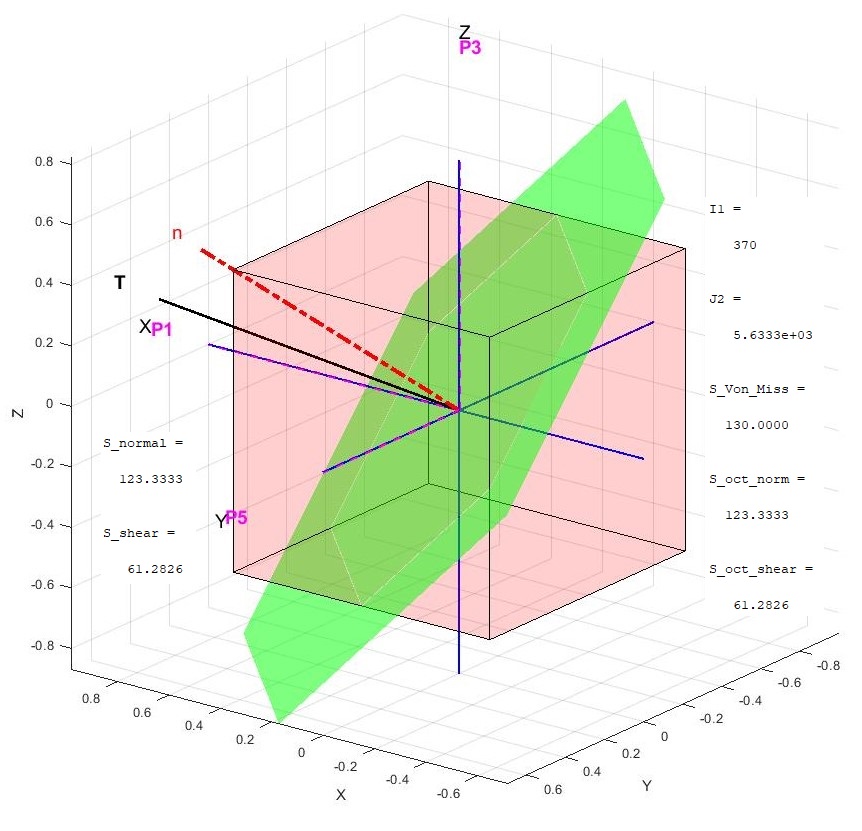 Z
P3
n
T
XP1
YP5
I1 =
370
J2 =
5.6333e+03
S_Von_Miss =
130.0000
S_oct_norm =
123.3333
S_oct_shear =
61.2826
S_normal =
123.3333
S_shear =
61.2826
Z
0.8
0.6
0.4
0.2
0
-0.2
-0.4
-0.6
-0.8
0.8
0.6
0.4
0.2
0
-0.2
-0.4
-0.6
X
0.6
0.4
0.2
0
-0.2
-0.4
-0.6
-0.8
Y